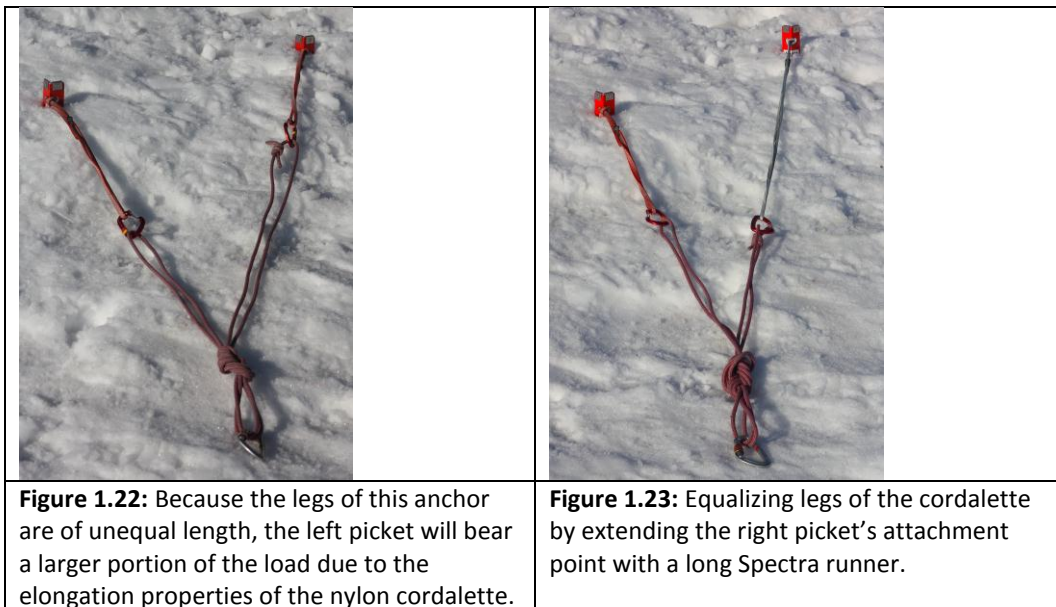 Figure 1.22: Because the legs of this anchor
are of unequal length, the left picket will bear
a larger portion of the load due to the
elongation properties of the nylon cordalette.
Figure 1.23: Equalizing legs of the cordalette
by extending the right picket’s attachment
point with a long Spectra runner.